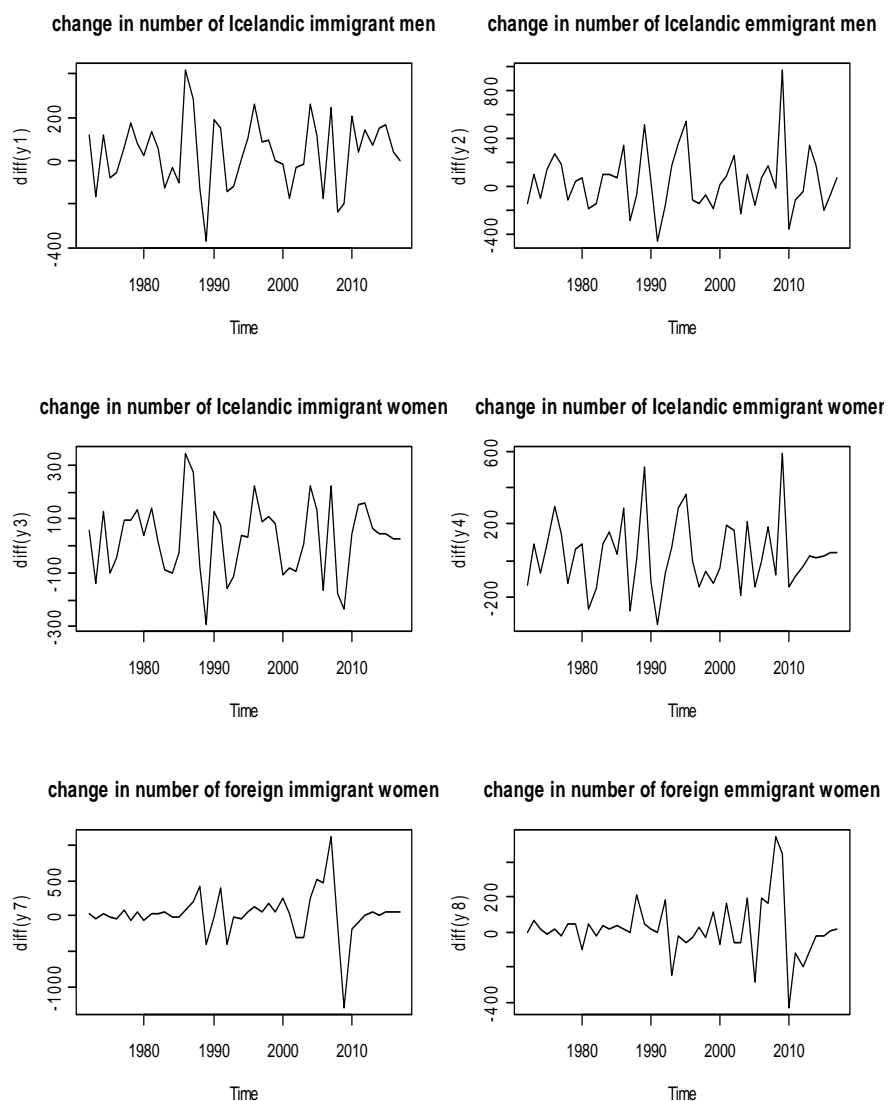 change in number of Icelandic immigrant men
diff(y1)
-400
0
200
1980
1990
2000
2010
Time
change in number of Icelandic emmigrant men
diff(y2)
-400
0
400
800
1980
1990
2000
2010
Time
change in number of Icelandic immigrant women
diff(y3)
-300
-100
100
300
1980
1990
2000
2010
Time
change in number of Icelandic emmigrant women
diff(y4)
-200
200
600
1980
1990
2000
2010
Time
change in number of foreign immigrant women
diff(y7)
-1000
0
500
1980
1990
2000
2010
Time
change in number of foreign emmigrant women
diff(y8)
-400
0
200
1980
1990
2000
2010
Time